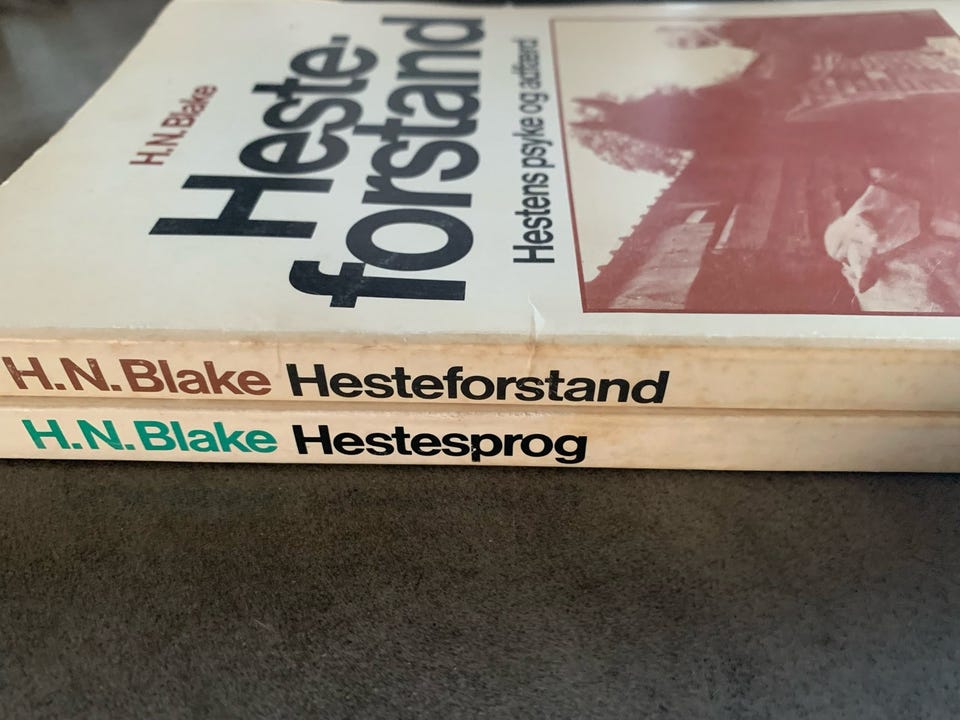 H.N. Blake
Heste-
forstand
Hestens psyke og adfærd
H.N. Blake Hesteforstand
H.N. Blake Hestesprog